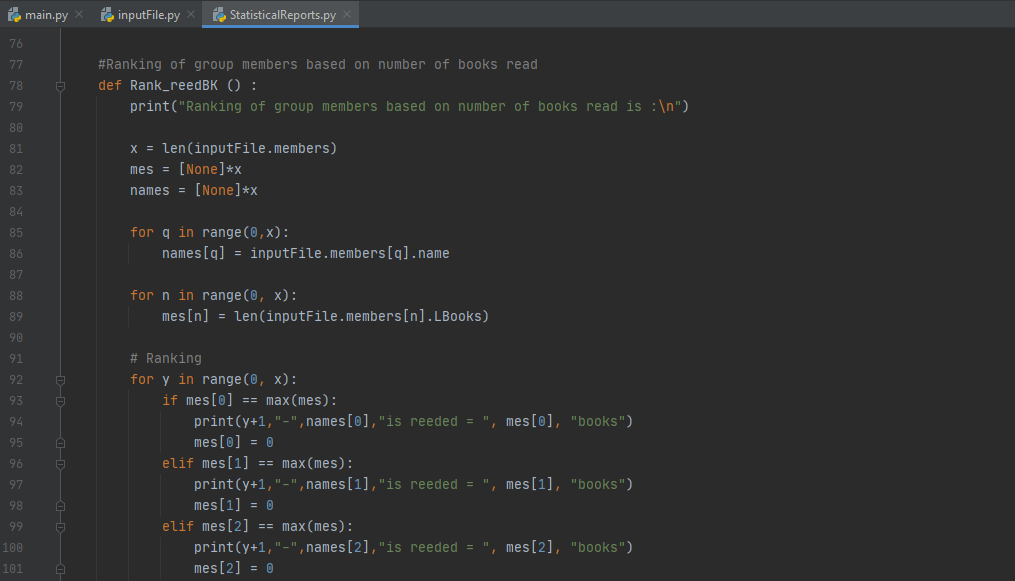 main.py inputFile.py StatisticalReports.py
76
77 #Ranking of group members based on number of books read
78 def Rank_reedBK () :
79 print("Ranking of group members based on number of books read is :\n")
80
81 x = len(inputFile.members)
82 mes = [None]*x
83 names = [None]*x
84
85 for q in range(0,x):
86 names[q] = inputFile.members[q].name
87
88 for n in range(0, x):
89 mes[n] = len(inputFile.members[n].LBooks)
90
91 # Ranking
92 for y in range(0, x):
93 if mes[0] == max(mes):
94 print(y+1,"-",names[0],"is reeded = ", mes[0], "books")
95 mes[0] = 0
96 elif mes[1] == max(mes):
97 print(y+1,"-",names[1],"is reeded = ", mes[1], "books")
98 mes[1] = 0
99 elif mes[2] == max(mes):
100 print(y+1,"-",names[2],"is reeded = ", mes[2], "books")
101 mes[2] = 0